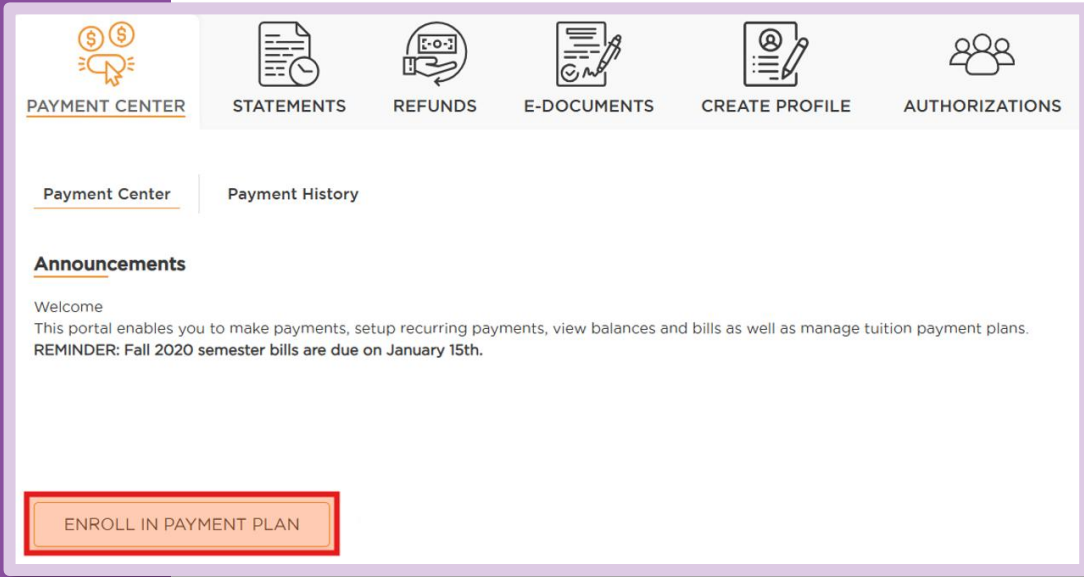 PAYMENT CENTER
STATEMENTS
REFUNDS
E-DOCUMENTS
CREATE PROFILE
AUTHORIZATIONS
Payment Center
Payment History
Announcements
Welcome
This portal enables you to make payments, setup recurring payments, view balances and bills as well as manage tuition payment plans.
REMINDER: Fall 2020 semester bills are due on January 15th.
ENROLL IN PAYMENT PLAN